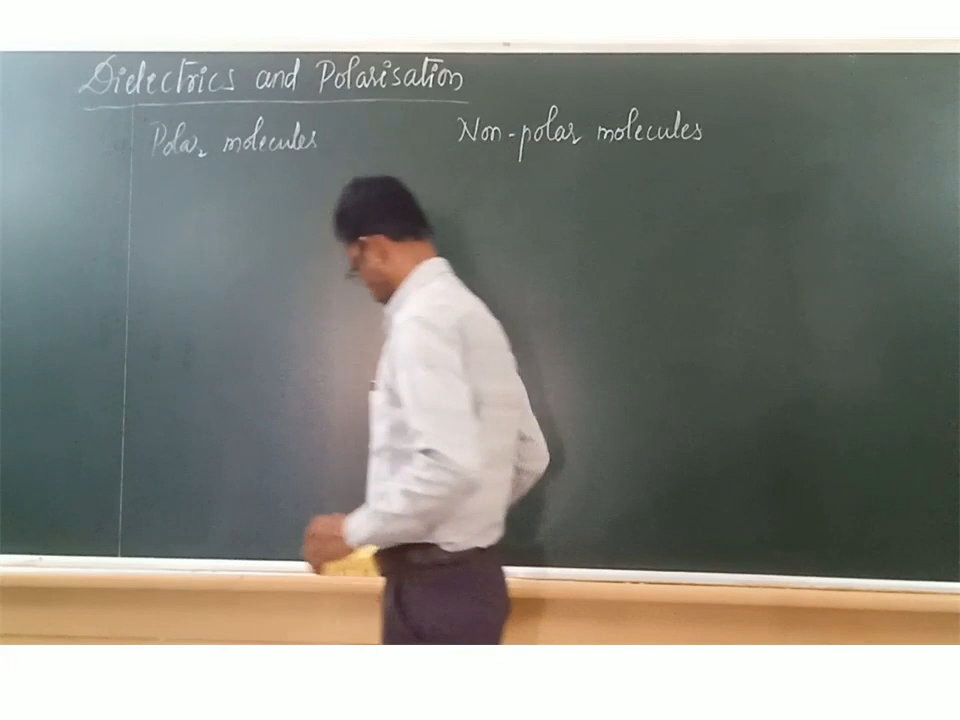 Dielectrics and Polarisation
Polar molecules
Non-polar molecules